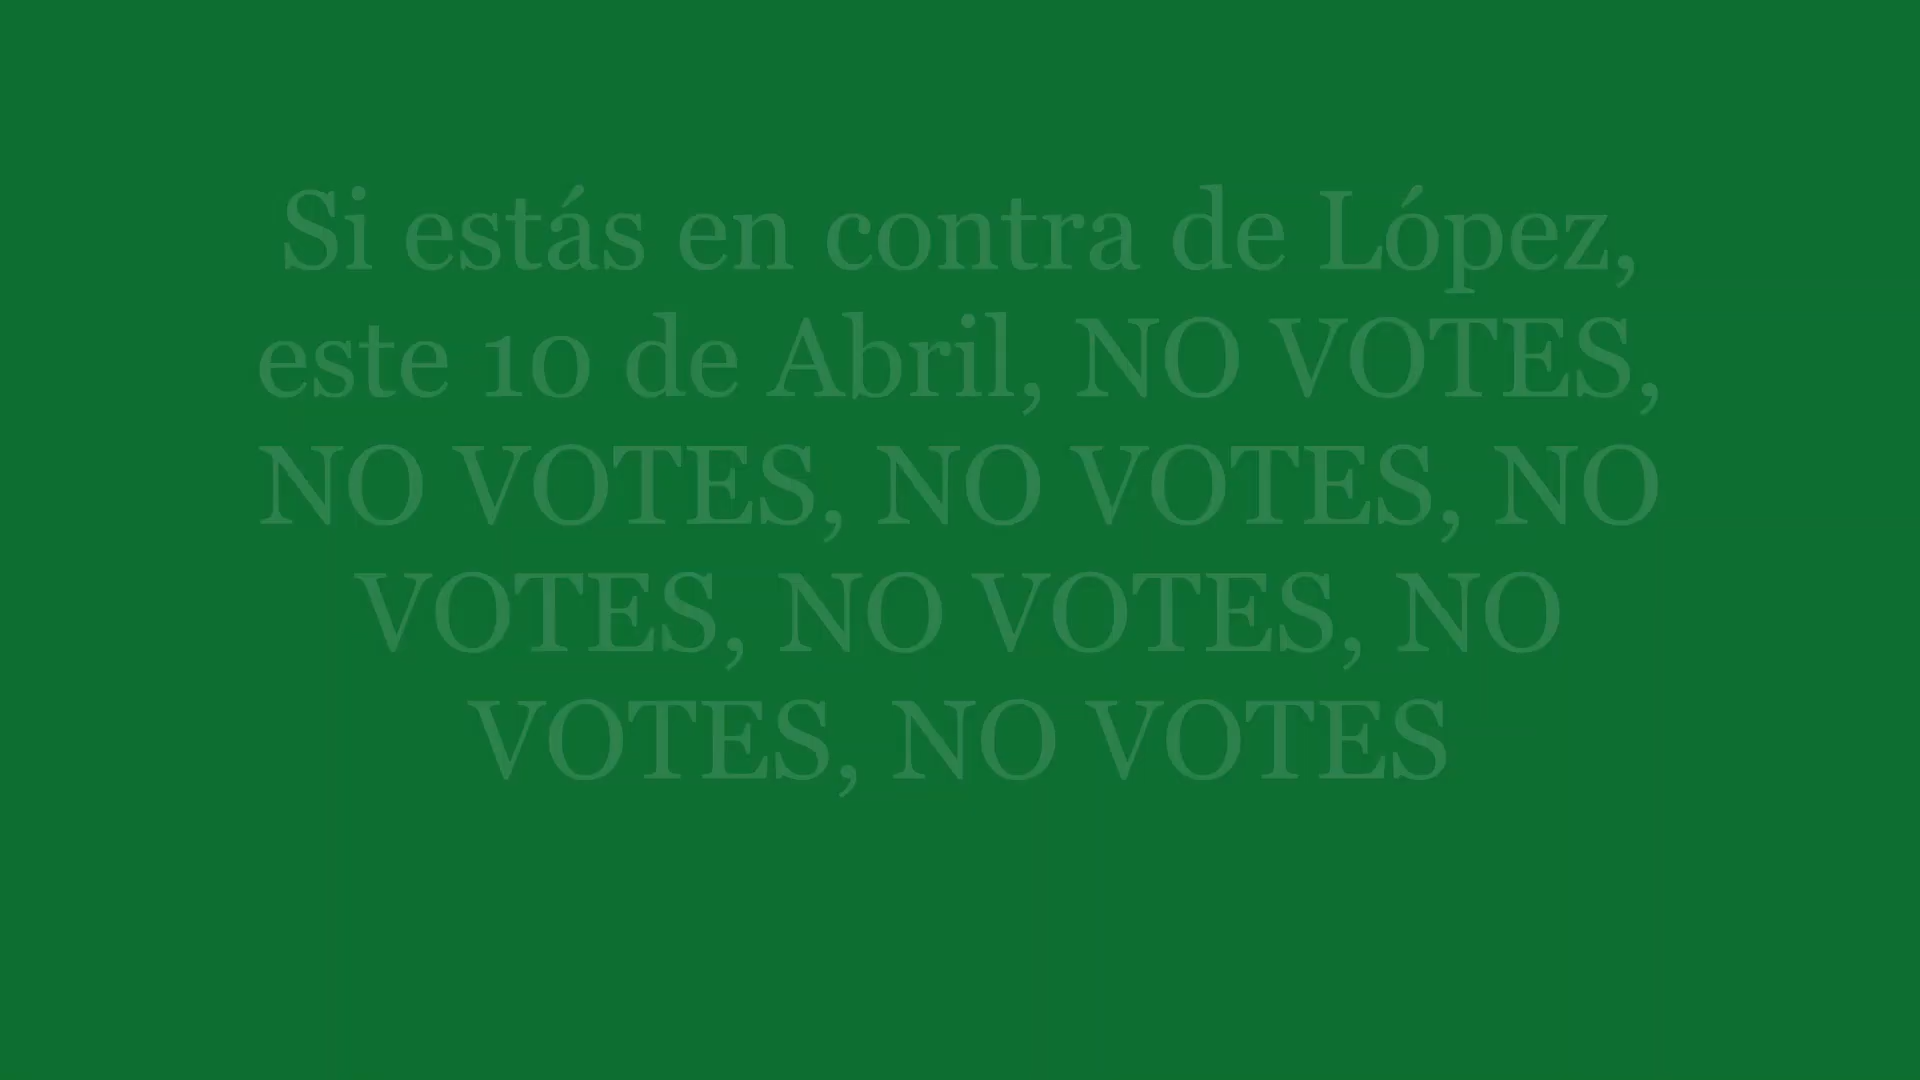 Si estás en contra de López,
este 10 de Abril, NO VOTES,
NO VOTES, NO VOTES, NO
VOTES, NO VOTES, NO
VOTES, NO VOTES